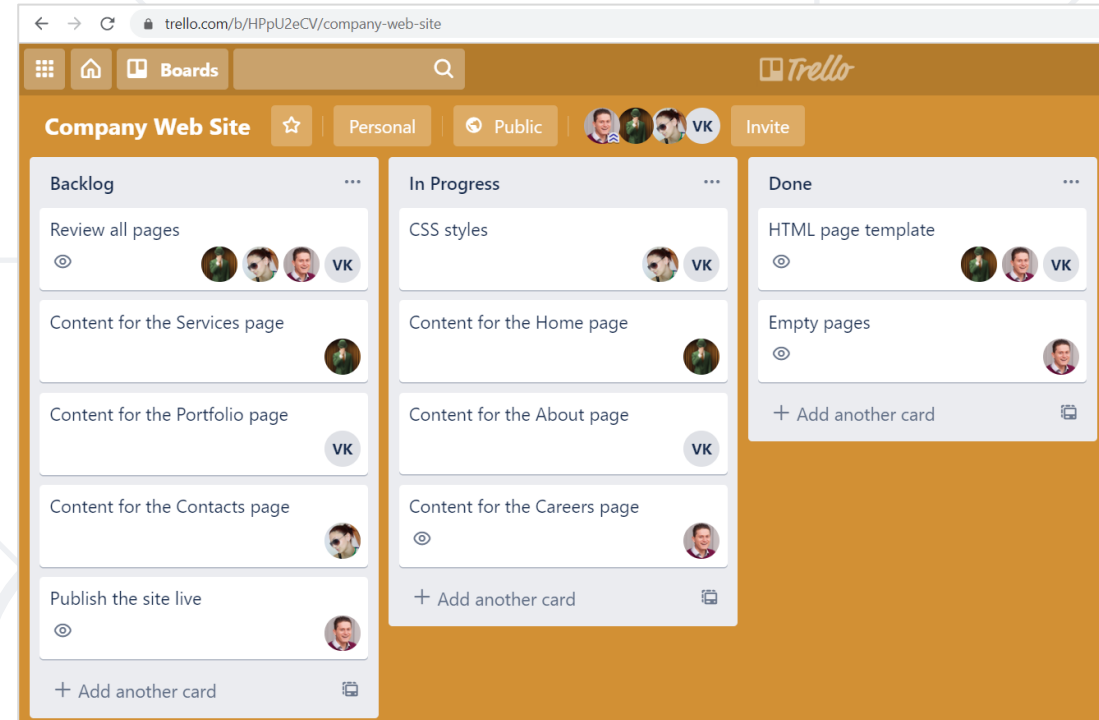 trello.com/b/HPpU2eCV/company-web-site
Boards
Trello
Company Web Site
Personal
Public
VK
Invite
Backlog
Review all pages
VK
Content for the Services page
Content for the Portfolio page
VK
Content for the Contacts page
Publish the site live
+ Add another card
In Progress
CSS styles
VK
Content for the Home page
Content for the About page
VK
Content for the Careers page
+ Add another card
Done
HTML page template
VK
Empty pages
+ Add another card